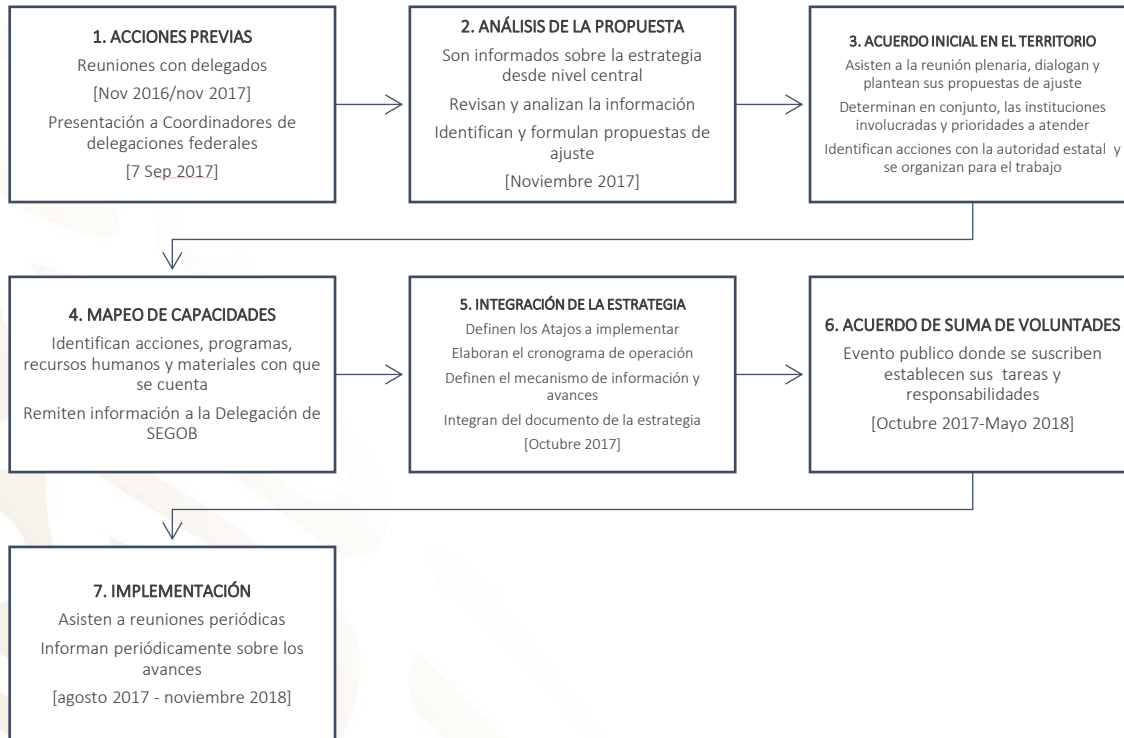 1. ACCIONES PREVIAS
Reuniones con delegados
[Nov 2016/nov 2017]
Presentación a Coordinadores de
delegaciones federales
[7 Sep 2017]
2. ANÁLISIS DE LA PROPUESTA
Son informados sobre la estrategia
desde nivel central
Revisan y analizan la información
Identifican y formulan propuestas de
ajuste
[Noviembre 2017]
3. ACUERDO INICIAL EN EL TERRITORIO
Asisten a la reunión plenaria, dialogan y
plantean sus propuestas de ajuste
Determinan en conjunto, las instituciones
involucradas y prioridades a atender
Identifican acciones con la autoridad estatal y
se organizan para el trabajo
4. MAPEO DE CAPACIDADES
Identifican acciones, programas,
recursos humanos y materiales con que
se cuenta
Remiten información a la Delegación de
SEGOB
5. INTEGRACIÓN DE LA ESTRATEGIA
Definen los Atajos a implementar
Elaboran el cronograma de operación
Definen el mecanismo de información y
avances
Integran del documento de la estrategia
[Octubre 2017]
6. ACUERDO DE SUMA DE VOLUNTADES
Evento publico donde se suscriben
establecen sus tareas y
responsabilidades
[Octubre 2017-Mayo 2018]
7. IMPLEMENTACIÓN
Asisten a reuniones periódicas
Informan periódicamente sobre los
avances
[agosto 2017 - noviembre 2018]